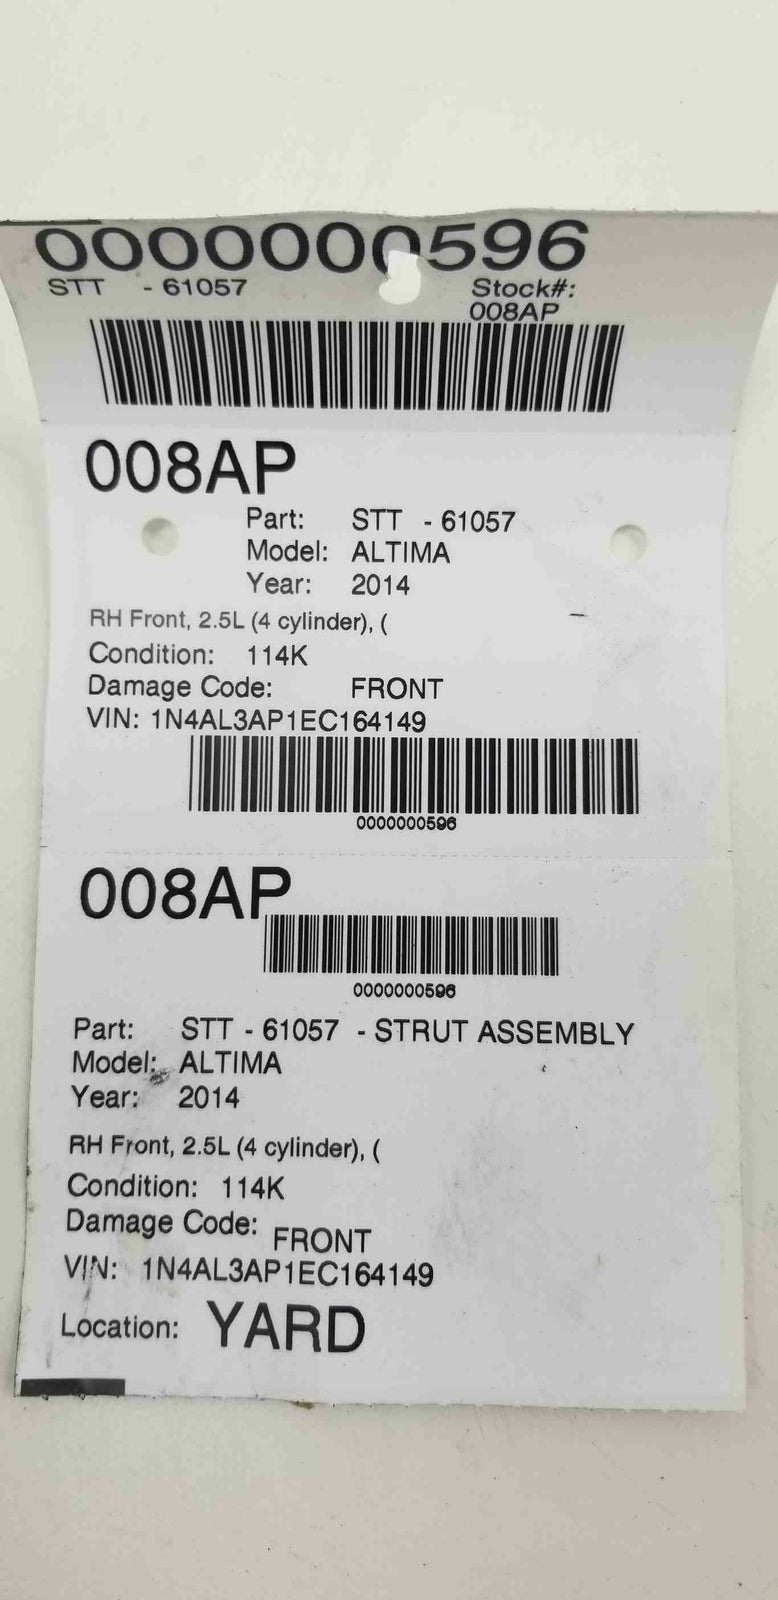 0000000596
STT - 61057 Stock#:
008AP
008AP
Part: STT - 61057
Model: ALTIMA
Year: 2014
RH Front, 2.5L (4 cylinder), (
Condition: 114K
Damage Code: FRONT
VIN: 1N4AL3AP1EC164149
0000000596
008AP
0000000596
Part: STT - 61057 - STRUT ASSEMBLY
Model: ALTIMA
Year: 2014
RH Front, 2.5L (4 cylinder), (
Condition: 114K
Damage Code: FRONT
VIN: 1N4AL3AP1EC164149
Location: YARD